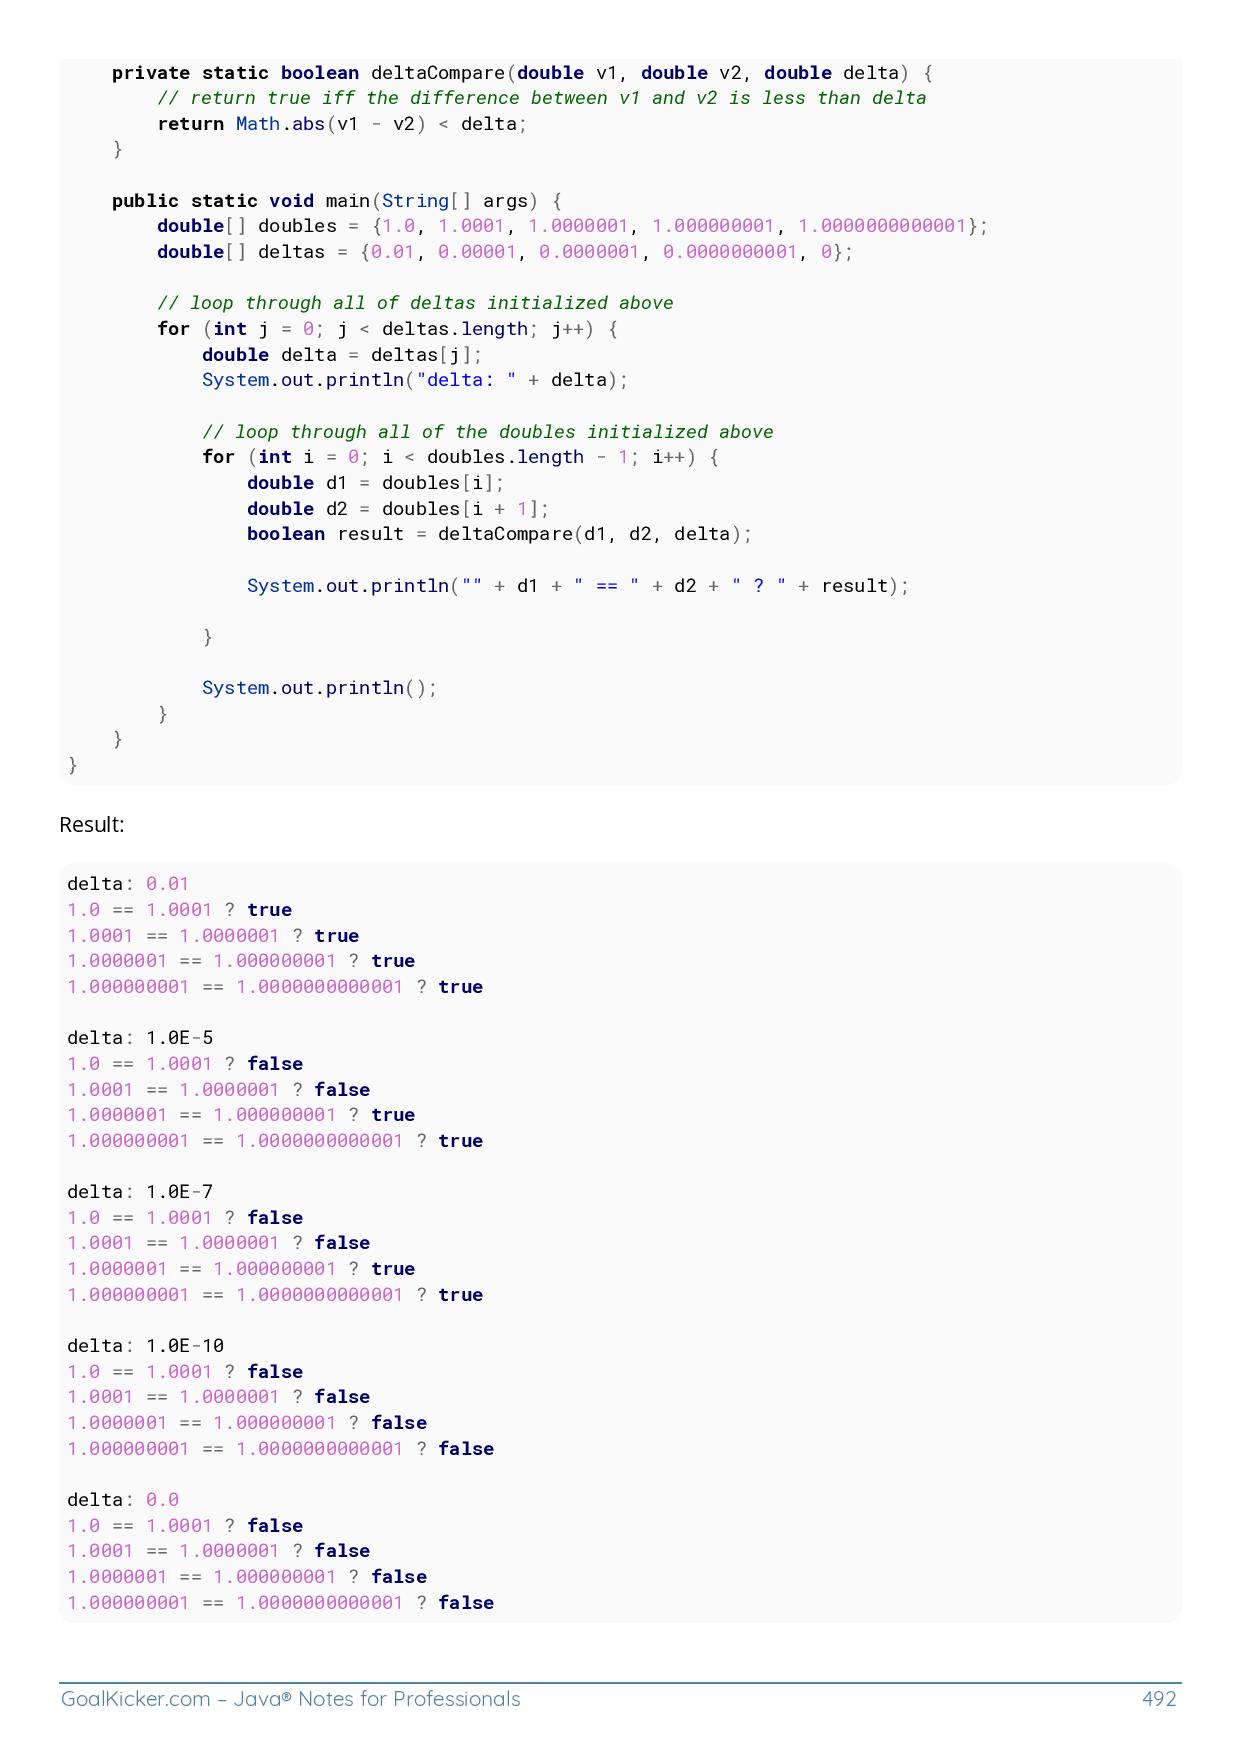 private static boolean deltaCompare(double v1, double v2, double delta) {
        // return true iff the difference between v1 and v2 is less than delta
        return Math.abs(v1 - v2) < delta;
    }

    public static void main(String[] args) {
        double[] doubles = {1.0, 1.0001, 1.0000001, 1.000000001, 1.0000000000001};
        double[] deltas = {0.01, 0.00001, 0.0000001, 0.0000000001, 0};

        // loop through all of deltas initialized above
        for (int j = 0; j < deltas.length; j++) {
            double delta = deltas[j];
            System.out.println("delta: " + delta);

            // loop through all of the doubles initialized above
            for (int i = 0; i < doubles.length - 1; i++) {
                double d1 = doubles[i];
                double d2 = doubles[i + 1];
                boolean result = deltaCompare(d1, d2, delta);

                System.out.println("" + d1 + " == " + d2 + " ? " + result);

            }

            System.out.println();
        }
    }
}
Result:
delta: 0.01
1.0 == 1.0001 ? true
1.0001 == 1.0000001 ? true
1.0000001 == 1.000000001 ? true
1.000000001 == 1.0000000000001 ? true

delta: 1.0E-5
1.0 == 1.0001 ? false
1.0001 == 1.0000001 ? false
1.0000001 == 1.000000001 ? true
1.000000001 == 1.0000000000001 ? true

delta: 1.0E-7
1.0 == 1.0001 ? false
1.0001 == 1.0000001 ? false
1.0000001 == 1.000000001 ? true
1.000000001 == 1.0000000000001 ? true

delta: 1.0E-10
1.0 == 1.0001 ? false
1.0001 == 1.0000001 ? false
1.0000001 == 1.000000001 ? false
1.000000001 == 1.0000000000001 ? false

delta: 0.0
1.0 == 1.0001 ? false
1.0001 == 1.0000001 ? false
1.0000001 == 1.000000001 ? false
1.000000001 == 1.0000000000001 ? false
GoalKicker.com – Java® Notes for Professionals 492